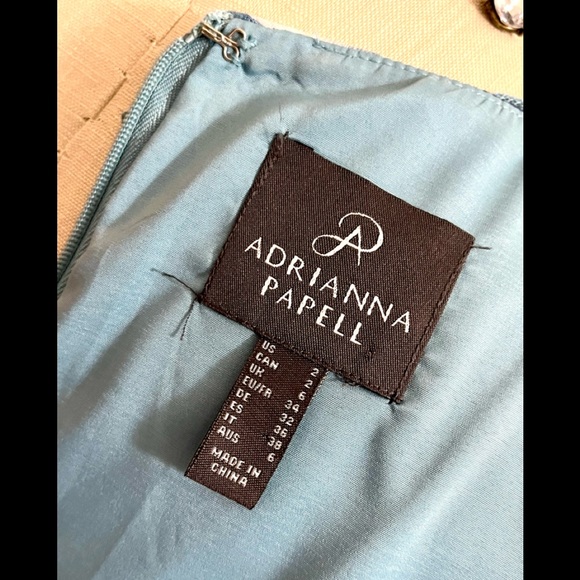 ADRIANNA
PAPELL
US 2
CAN 2
UK 6
EU/FR 34
DE 32
ES 36
IT 38
AUS 6
MADE IN
CHINA